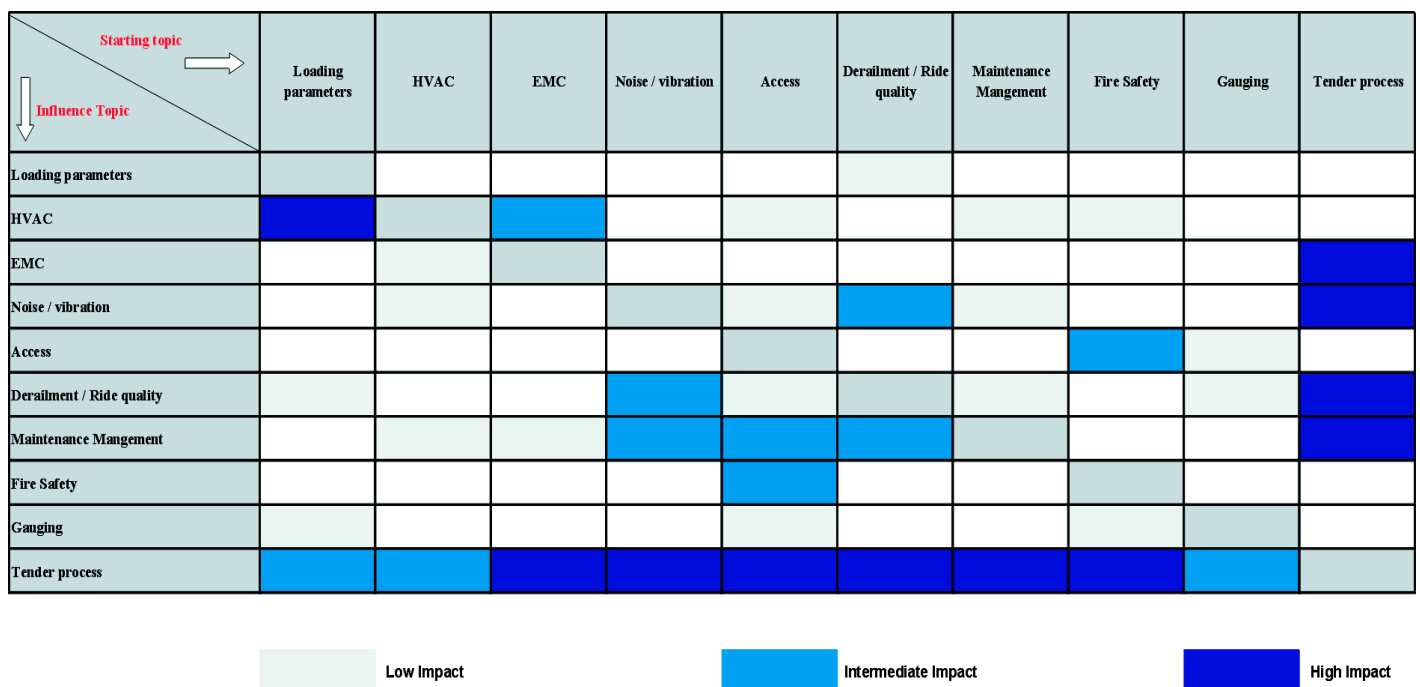 Starting topic
Influence Topic
Loading
parameters
HVAC
EMC
Noise / vibration
Access
Derailment / Ride
quality
Maintenance
Mangement
Fire Safety
Gauging
Tender process
Loading parameters
HVAC
EMC
Noise / vibration
Access
Derailment / Ride quality
Maintenance Mangement
Fire Safety
Gauging
Tender process
Low Impact
Intermediate Impact
High Impact